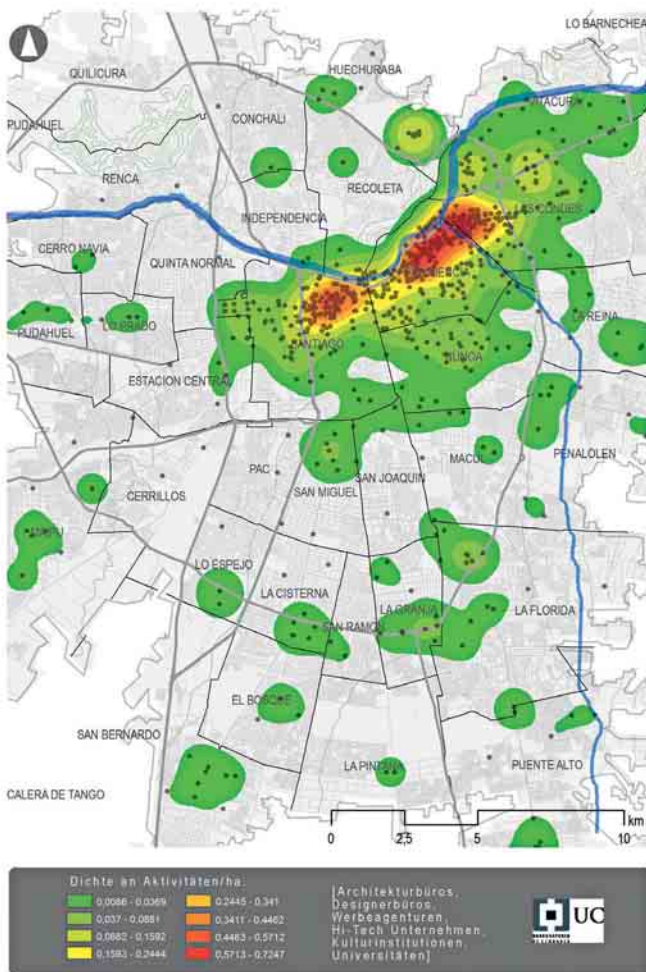 LO BARNECHEA
HUECHURABA
QUILICURA
VITACURA
CONCHALI
PUDAHUEL
RENCA
RECOLETA
LAS CONDES
INDEPENDENCIA
CERRO NAVIA
QUINTA NORMAL
LA REINA
PUDAHUEL
LO PRADO
SANTIAGO
ÑUÑOA
ESTACION CENTRAL
PEÑALOLEN
MACUL
PAC
SAN JOAQUIN
CERRILLOS
SAN MIGUEL
MAIPU
LO ESPEJO
LA CISTERNA
LA GRANJA
LA FLORIDA
SAN RAMON
EL BOSQUE
SAN BERNARDO
LA PINTANA
PUENTE ALTO
CALERA DE TANGO
km
0 2,5 5 10
Dichte an Aktivitäten/ha:
0,0086 - 0,0369
0,037 - 0,0881
0,0882 - 0,1592
0,1593 - 0,2444
0,2445 - 0,341
0,3411 - 0,4462
0,4463 - 0,5712
0,5713 - 0,7247
[Architekturbüros,
Designerbüros,
Werbeagenturen,
Hi-Tech Unternehmen,
Kulturinstitutionen,
Universitäten]
UC